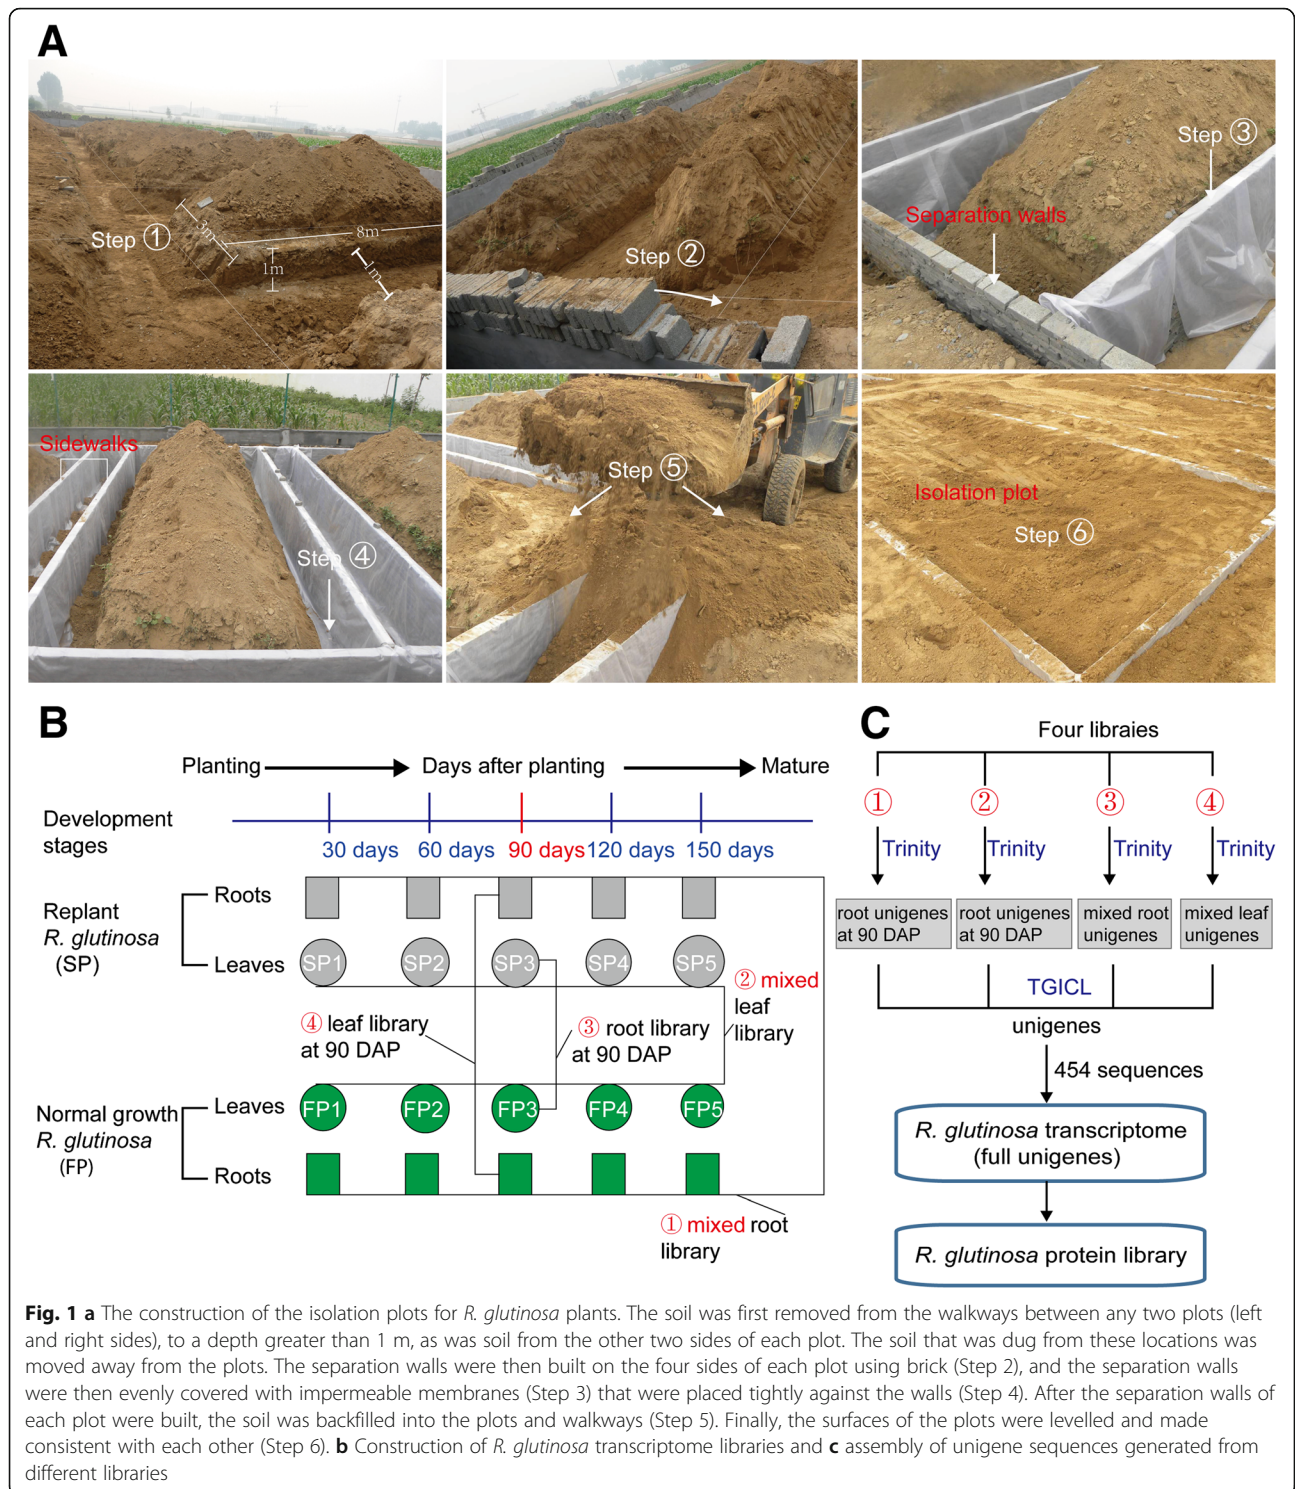 A
Step ①
3m
8m
1m
1m
Step ②
Step ③
Separation walls
Sidewalks
Step ④
Step ⑤
Isolation plot
Step ⑥
B
Planting
Days after planting
Mature
Development
stages
30 days
60 days
90 days
120 days
150 days
Replant
R. glutinosa
(SP)
Roots
Leaves
SP1
SP2
SP3
SP4
SP5
② mixed
leaf
library
④ leaf library
at 90 DAP
③ root library
at 90 DAP
Normal growth
R. glutinosa
(FP)
Leaves
FP1
FP2
FP3
FP4
FP5
Roots
① mixed root
library
C
Four libraies
①
②
③
④
Trinity
Trinity
Trinity
Trinity
root unigenes
at 90 DAP
root unigenes
at 90 DAP
mixed root
unigenes
mixed leaf
unigenes
TGICL
unigenes
454 sequences
R. glutinosa transcriptome
(full unigenes)
R. glutinosa protein library
Fig. 1 a The construction of the isolation plots for R. glutinosa plants. The soil was first removed from the walkways between any two plots (left
and right sides), to a depth greater than 1 m, as was soil from the other two sides of each plot. The soil that was dug from these locations was
moved away from the plots. The separation walls were then built on the four sides of each plot using brick (Step 2), and the separation walls
were then evenly covered with impermeable membranes (Step 3) that were placed tightly against the walls (Step 4). After the separation walls of
each plot were built, the soil was backfilled into the plots and walkways (Step 5). Finally, the surfaces of the plots were levelled and made
consistent with each other (Step 6). b Construction of R. glutinosa transcriptome libraries and c assembly of unigene sequences generated from
different libraries